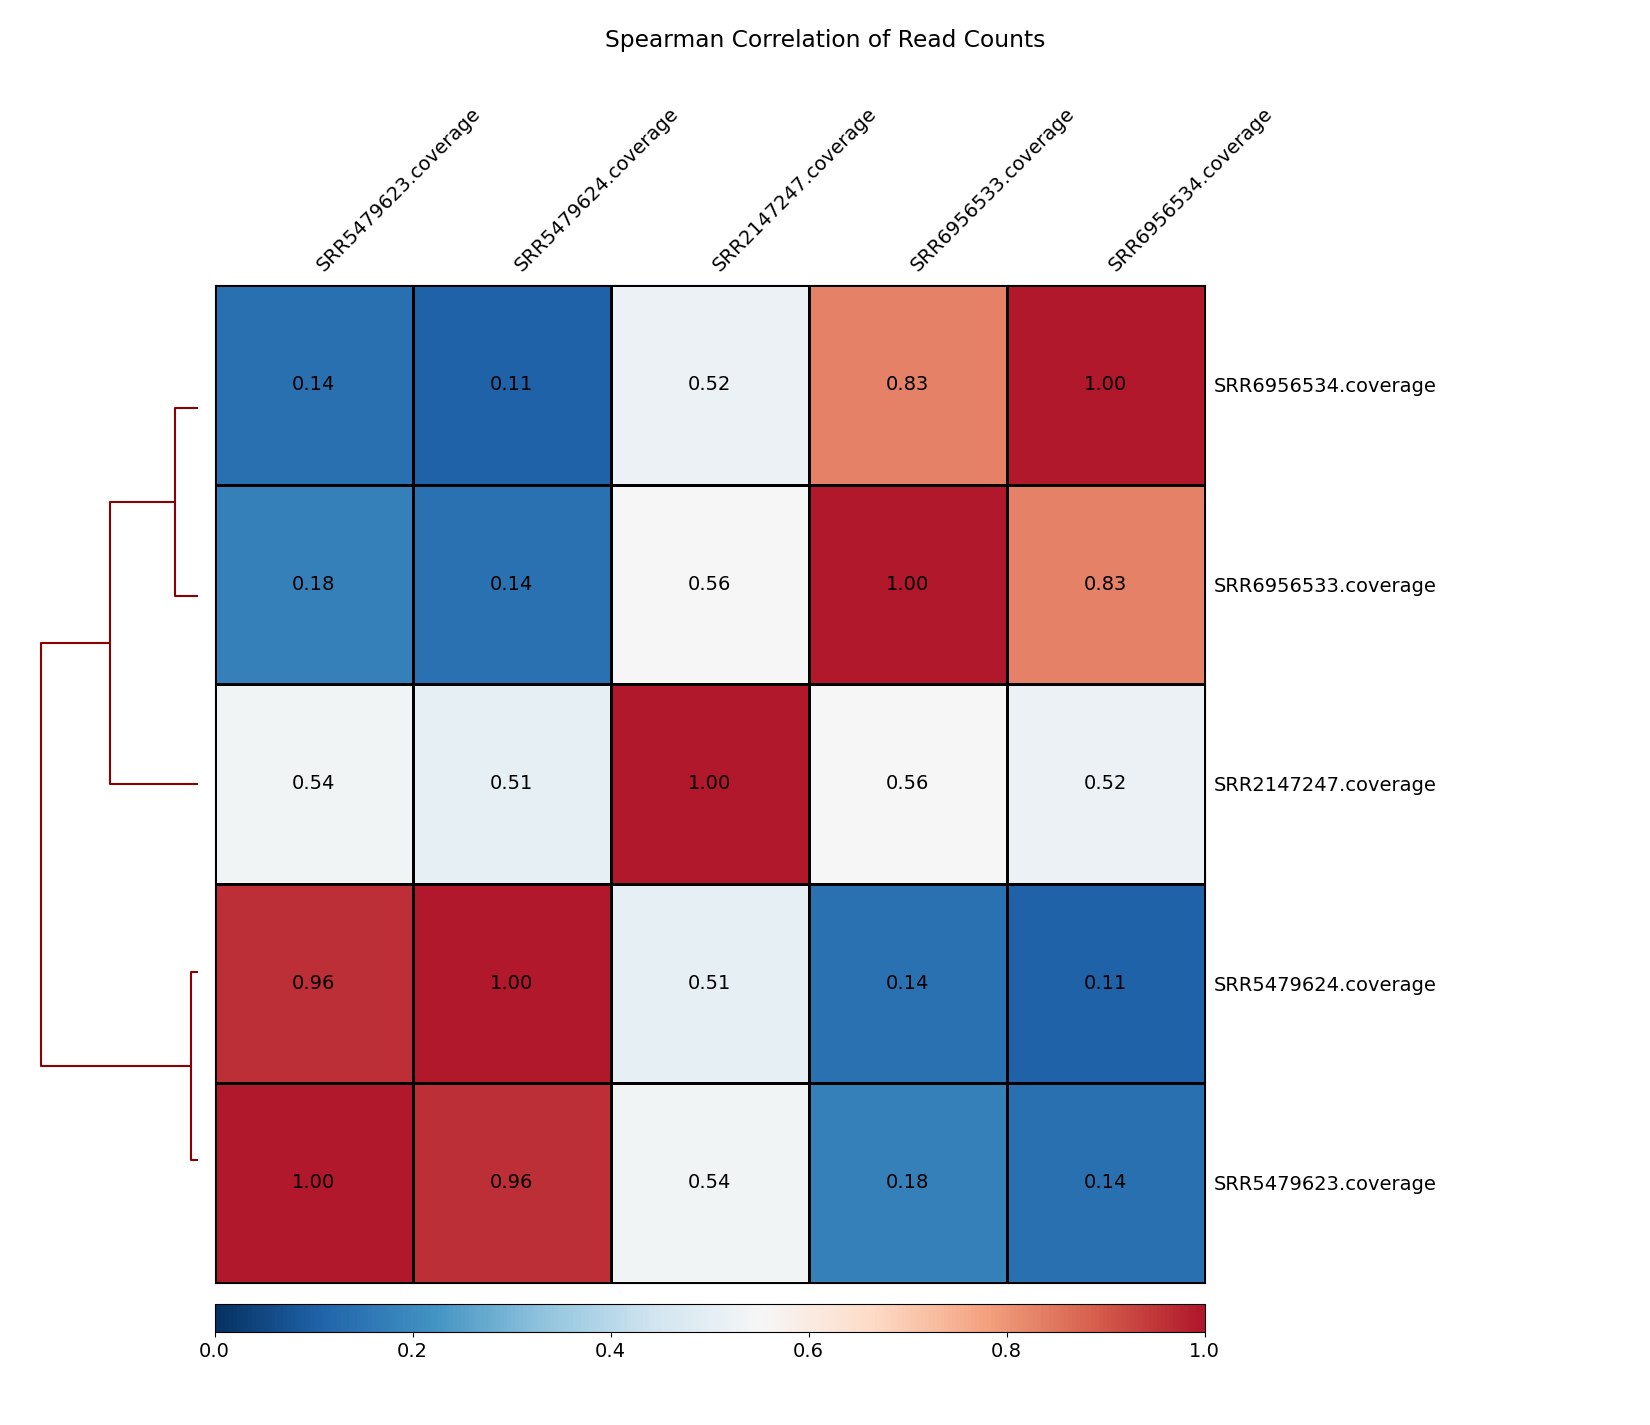 Spearman Correlation of Read Counts
SRR5479623.coverage
SRR5479624.coverage
SRR2147247.coverage
SRR6956533.coverage
SRR6956534.coverage
0.14 0.11 0.52 0.83 1.00 SRR6956534.coverage
0.18 0.14 0.56 1.00 0.83 SRR6956533.coverage
0.54 0.51 1.00 0.56 0.52 SRR2147247.coverage
0.96 1.00 0.51 0.14 0.11 SRR5479624.coverage
1.00 0.96 0.54 0.18 0.14 SRR5479623.coverage
0.0 0.2 0.4 0.6 0.8 1.0